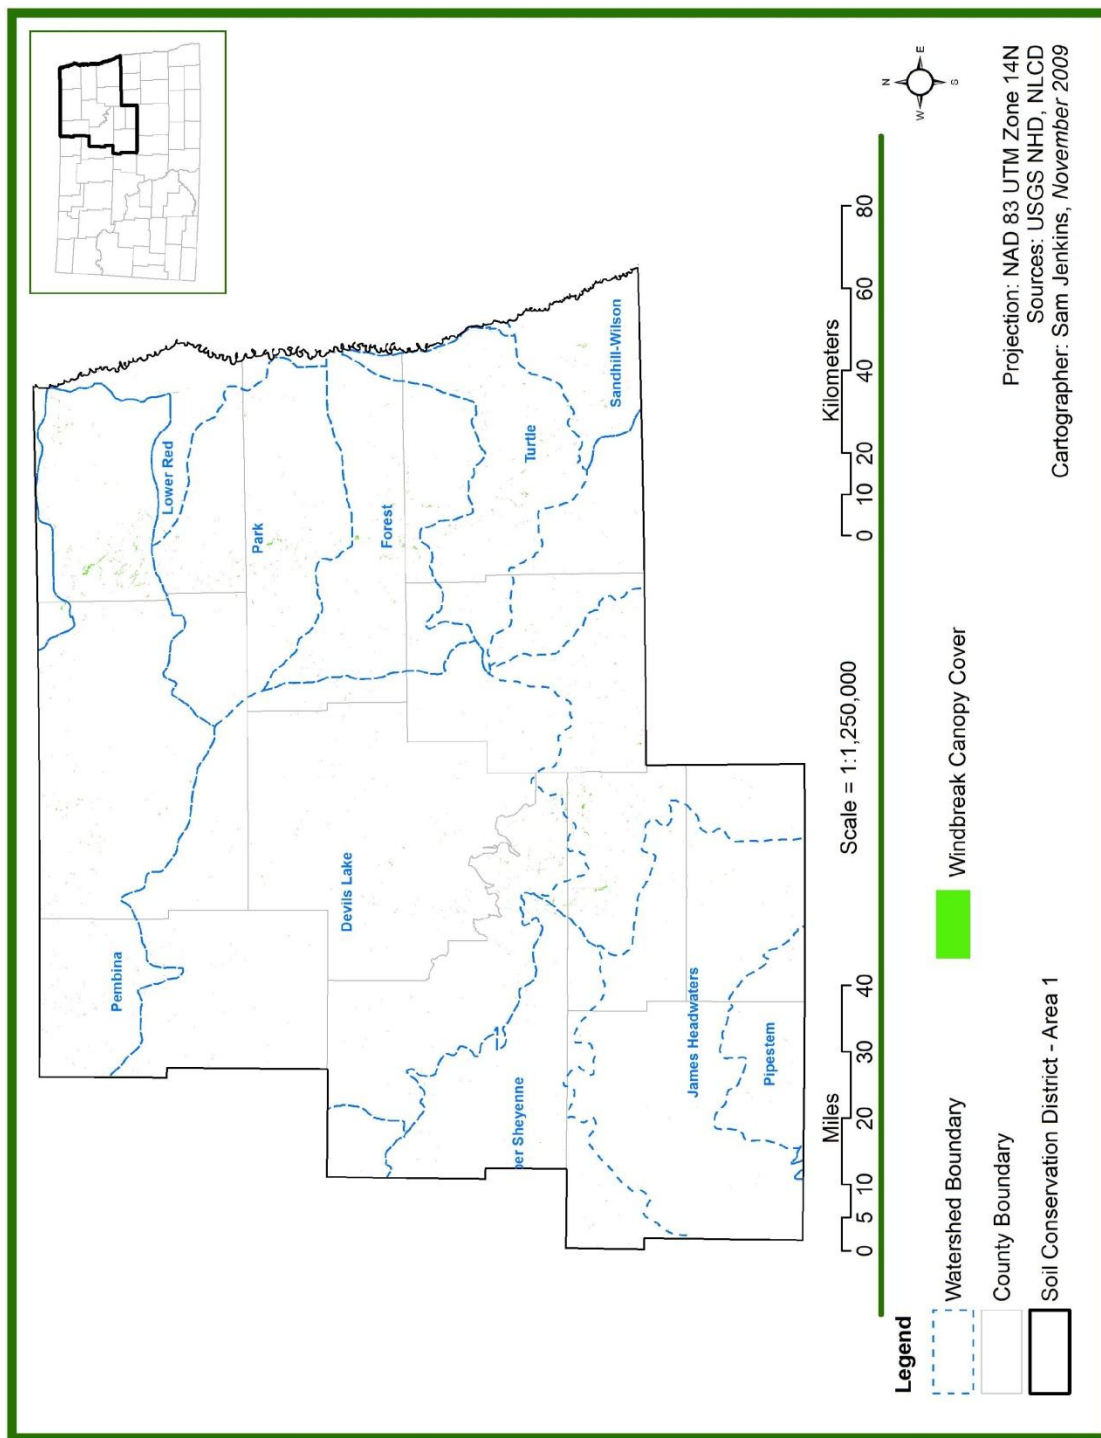 Pembina
Lower Red
Park
Devils Lake
Forest
Turtle
Sandhill-Wilson
per Sheyenne
James Headwaters
Pipestem
N
W
E
S
Miles
0 5 10 20 30 40
Scale = 1:1,250,000
Kilometers
0 10 20 40 60 80
Legend
Watershed Boundary
County Boundary
Soil Conservation District - Area 1
Windbreak Canopy Cover
Projection: NAD 83 UTM Zone 14N
Sources: USGS NHD, NLCD
Cartographer: Sam Jenkins, November 2009